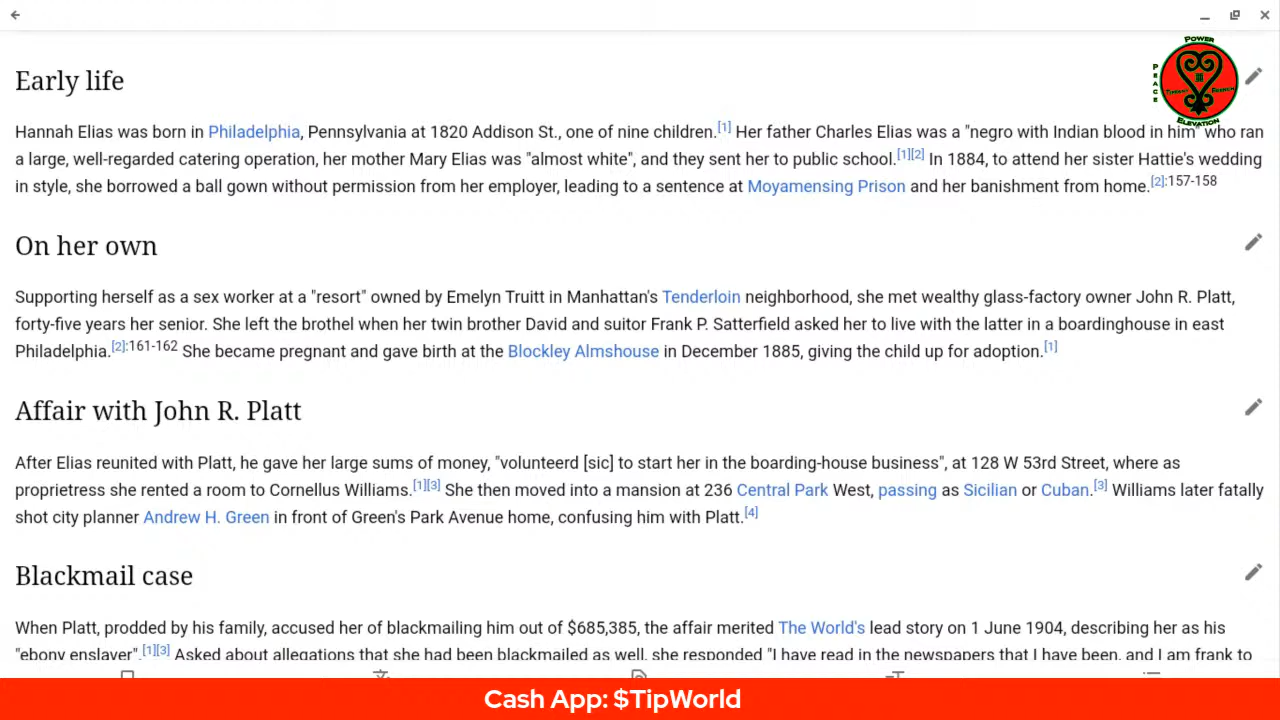 POWER
PEACE
TIFFANY FRENCH
ELEVATION
Early life
Hannah Elias was born in Philadelphia, Pennsylvania at 1820 Addison St., one of nine children.[1] Her father Charles Elias was a "negro with Indian blood in him" who ran
a large, well-regarded catering operation, her mother Mary Elias was "almost white", and they sent her to public school.[1][2] In 1884, to attend her sister Hattie's wedding
in style, she borrowed a ball gown without permission from her employer, leading to a sentence at Moyamensing Prison and her banishment from home.[2]:157-158
On her own
Supporting herself as a sex worker at a "resort" owned by Emelyn Truitt in Manhattan's Tenderloin neighborhood, she met wealthy glass-factory owner John R. Platt,
forty-five years her senior. She left the brothel when her twin brother David and suitor Frank P. Satterfield asked her to live with the latter in a boardinghouse in east
Philadelphia.[2]:161-162 She became pregnant and gave birth at the Blockley Almshouse in December 1885, giving the child up for adoption.[1]
Affair with John R. Platt
After Elias reunited with Platt, he gave her large sums of money, "volunteerd [sic] to start her in the boarding-house business", at 128 W 53rd Street, where as
proprietress she rented a room to Cornellus Williams.[1][3] She then moved into a mansion at 236 Central Park West, passing as Sicilian or Cuban.[3] Williams later fatally
shot city planner Andrew H. Green in front of Green's Park Avenue home, confusing him with Platt.[4]
Blackmail case
When Platt, prodded by his family, accused her of blackmailing him out of $685,385, the affair merited The World's lead story on 1 June 1904, describing her as his
"ebony enslaver".[1][3] Asked about allegations that she had been blackmailed as well, she responded "I have read in the newspapers that I have been, and I am frank to
Cash App: $TipWorld